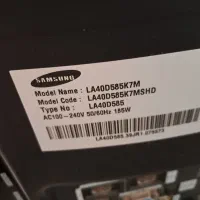 SAMSUNG
Model Name : LA40D585K7M
Model Code : LA40D585K7MSHD
Type No : LA40D585
AC100 ~ 240V 50/60Hz 185W